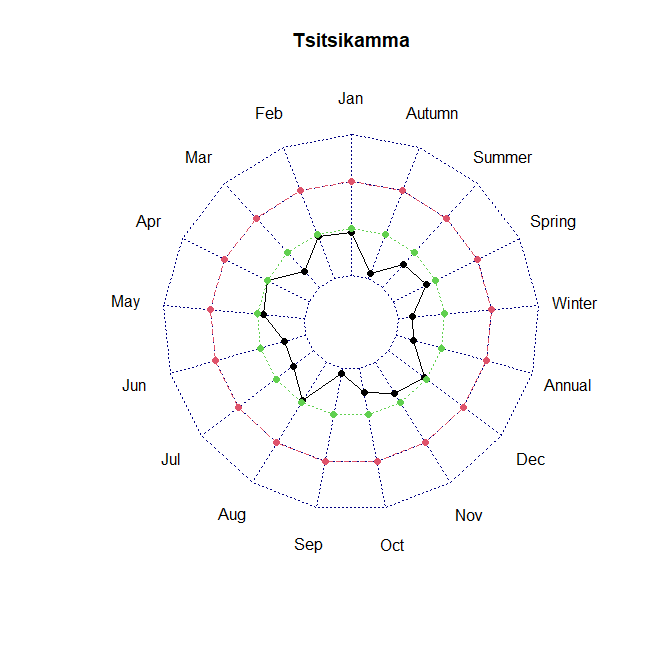 Tsitsikamma
Jan
Feb
Autumn
Mar
Summer
Apr
Spring
May
Winter
Jun
Annual
Jul
Dec
Aug
Nov
Sep
Oct